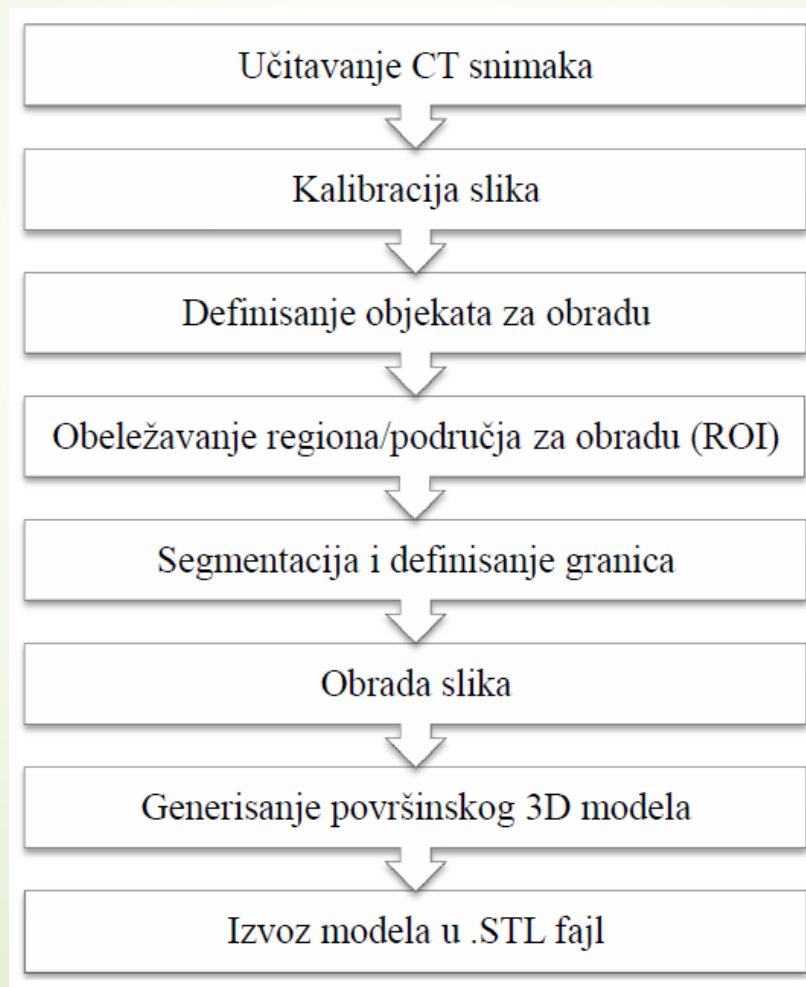 Učitavanje CT snimaka
Kalibracija slika
Definisanje objekata za obradu
Obeležavanje regiona/područja za obradu (ROI)
Segmentacija i definisanje granica
Obrada slika
Generisanje površinskog 3D modela
Izvoz modela u .STL fajl